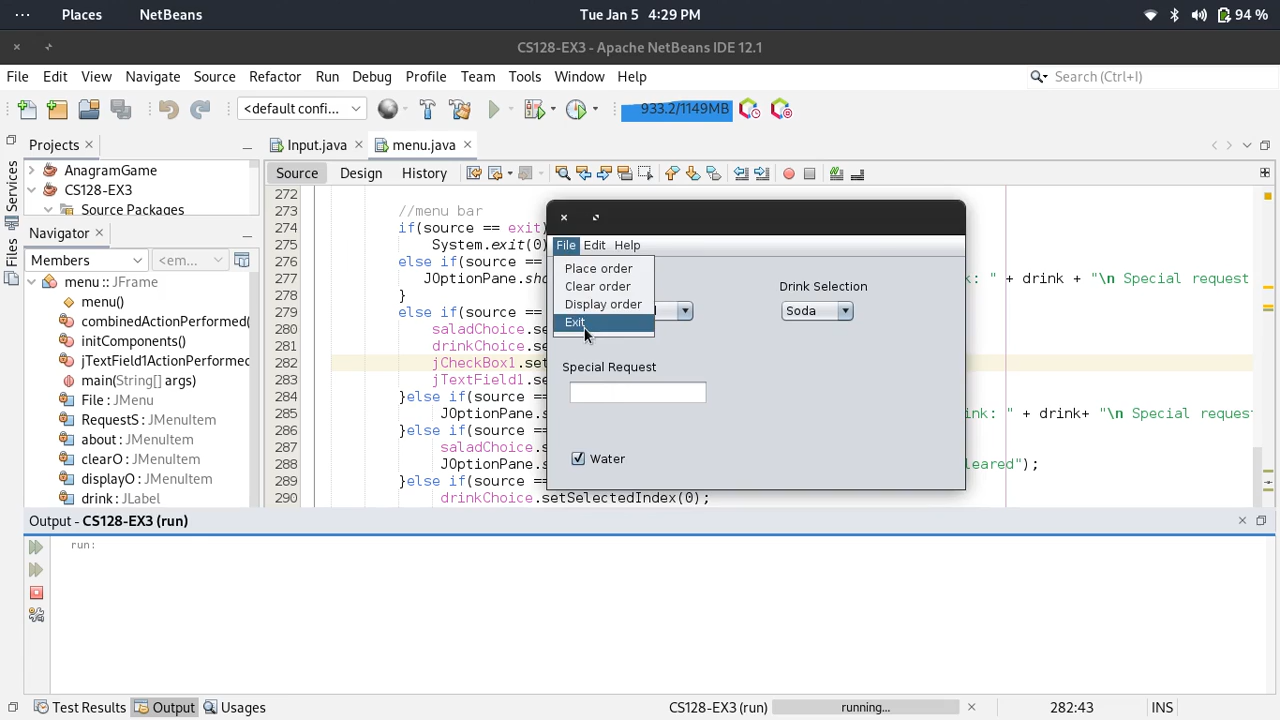 Places NetBeans Tue Jan 5 4:29 PM 94 %
CS128-EX3 - Apache NetBeans IDE 12.1
File Edit View Navigate Source Refactor Run Debug Profile Team Tools Window Help Search (Ctrl+I)
<default confi... 933.2/1149MB
Projects Input.java menu.java
AnagramGame
CS128-EX3
Source Packages
Source Design History
Services
Files
Navigator
Members <em...
menu :: JFrame
menu()
combinedActionPerformed(
initComponents()
jTextField1ActionPerformed
main(String[] args)
File : JMenu
RequestS : JMenuItem
about : JMenuItem
clearO : JMenuItem
displayO : JMenuItem
drink : JLabel
272
273 //menu bar
274 if(source == exit)
275 System.exit(0)
276 else if(source ==
277 JOptionPane.sho : " + drink + "\n Special request
278 }
279 else if(source ==
280 saladChoice.se
281 drinkChoice.se
282 jCheckBox1.set
283 jTextField1.se
284 }else if(source ==
285 JOptionPane.s nk: " + drink+ "\n Special reques
286 }else if(source ==
287 saladChoice.s
288 JOptionPane.s leared");
289 }else if(source ==
290 drinkChoice.setSelectedIndex(0);
File Edit Help
Place order
Clear order
Display order
Exit
Drink Selection
Soda
Special Request
Water
Output - CS128-EX3 (run)
run:
Test Results Output Usages CS128-EX3 (run) running... 282:43 INS